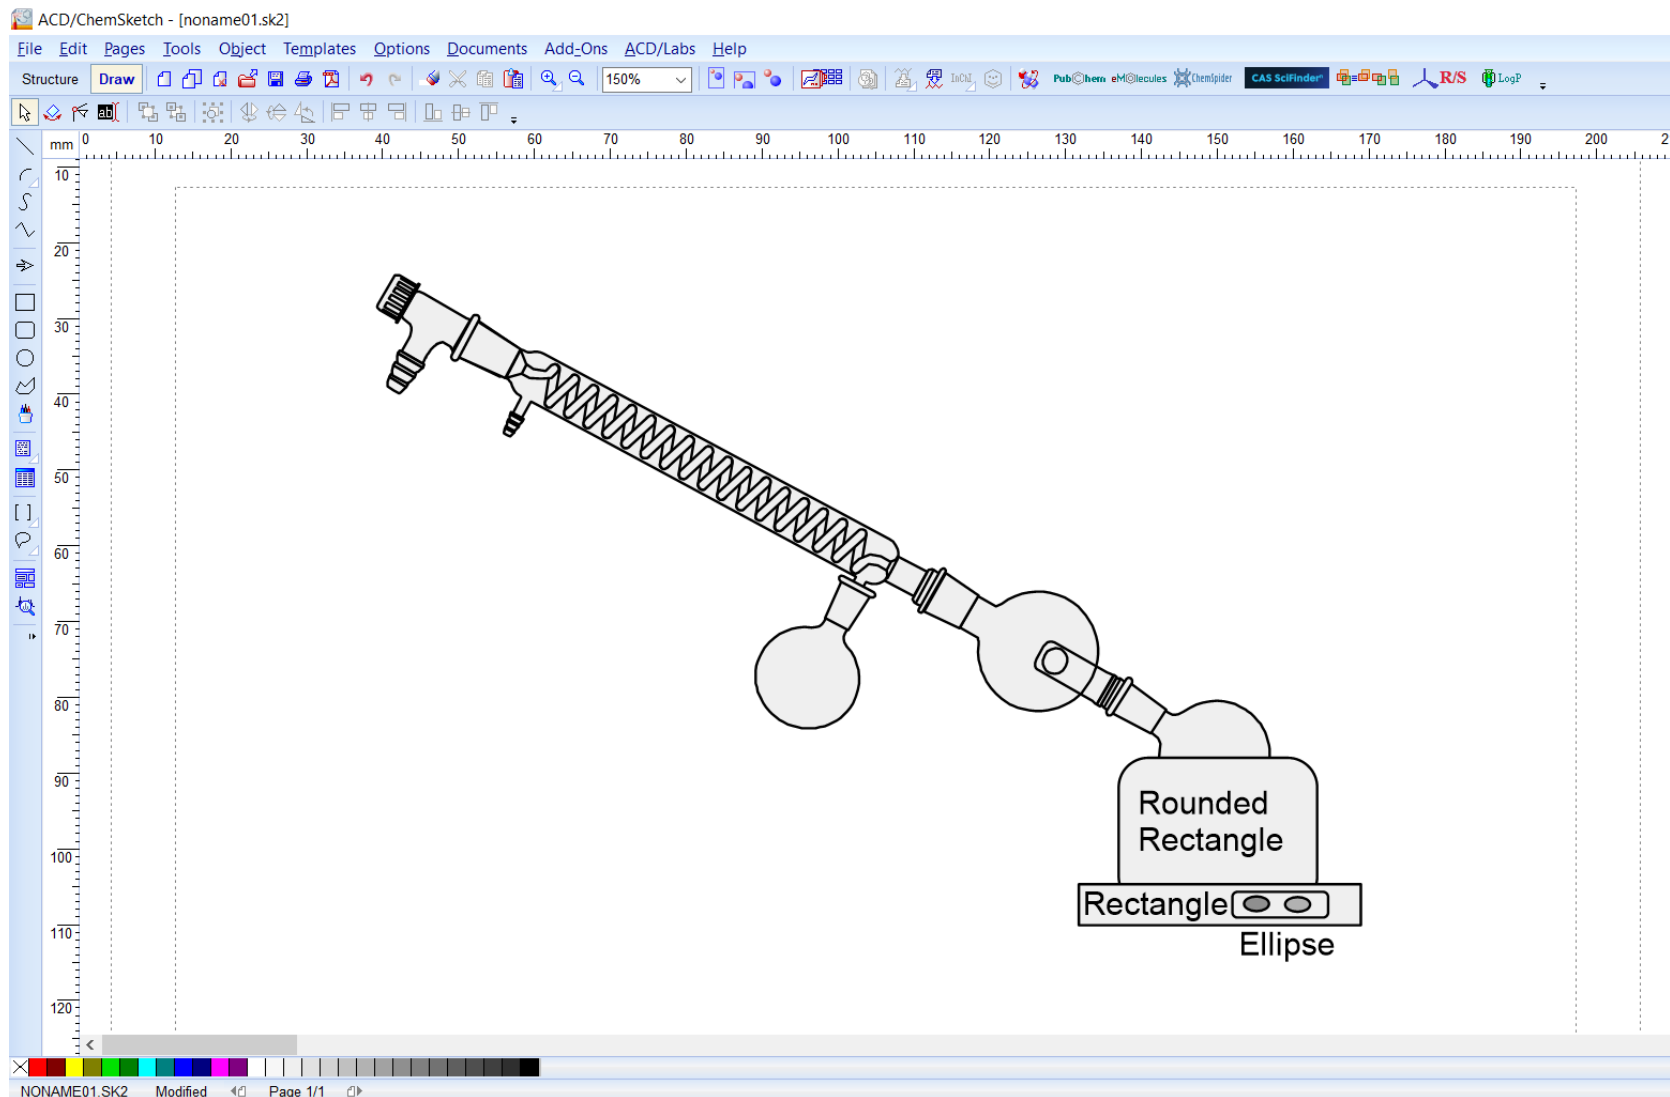 ACD/ChemSketch - [noname01.sk2]
File Edit Pages Tools Object Templates Options Documents Add-Ons ACD/Labs Help
Structure Draw 150% InChI PubChem eMOlecules ChemSpider CAS SciFinder R/S LogP
ab
mm 0 10 20 30 40 50 60 70 80 90 100 110 120 130 140 150 160 170 180 190 200 2
10
20
30
40
50
60
70
80
90
100
110
120
Rounded
Rectangle
Rectangle
Ellipse
NONAME01.SK2 Modified Page 1/1